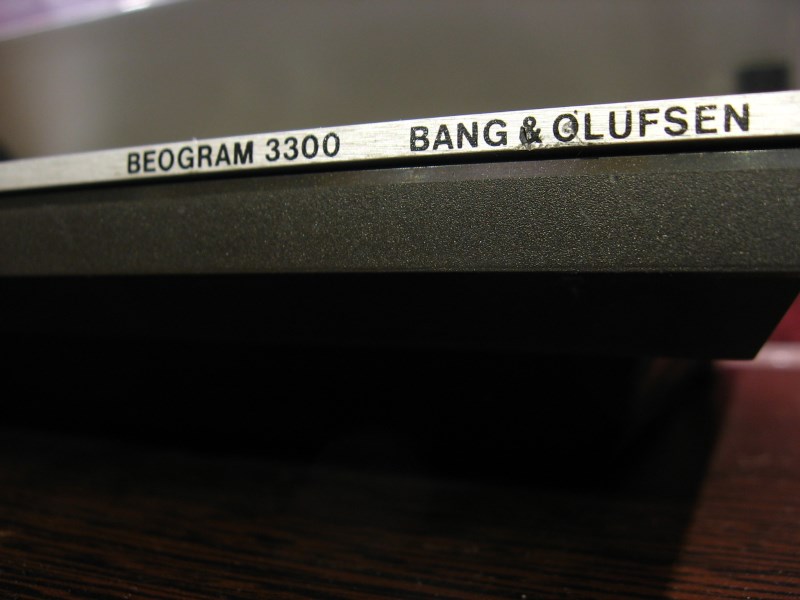 BEOGRAM 3300 BANG & OLUFSEN